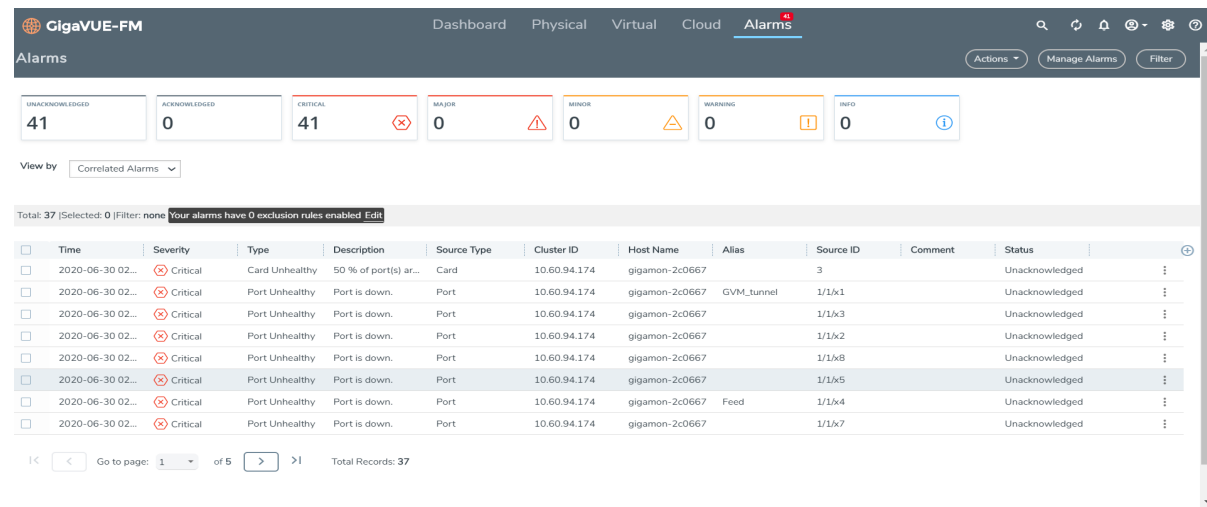 GigaVUE-FM Dashboard Physical Virtual Cloud Alarms 41
Alarms Actions Manage Alarms Filter
UNACKNOWLEDGED ACKNOWLEDGED CRITICAL MAJOR MINOR WARNING INFO
41 0 41 0 0 0 0
View by Correlated Alarms
Total: 37 |Selected: 0 |Filter: none Your alarms have 0 exclusion rules enabled Edit
Time Severity Type Description Source Type Cluster ID Host Name Alias Source ID Comment Status
2020-06-30 02... Critical Card Unhealthy 50 % of port(s) ar... Card 10.60.94.174 gigamon-2c0667 3 Unacknowledged
2020-06-30 02... Critical Port Unhealthy Port is down. Port 10.60.94.174 gigamon-2c0667 GVM_tunnel 1/1/x1 Unacknowledged
2020-06-30 02... Critical Port Unhealthy Port is down. Port 10.60.94.174 gigamon-2c0667 1/1/x3 Unacknowledged
2020-06-30 02... Critical Port Unhealthy Port is down. Port 10.60.94.174 gigamon-2c0667 1/1/x2 Unacknowledged
2020-06-30 02... Critical Port Unhealthy Port is down. Port 10.60.94.174 gigamon-2c0667 1/1/x8 Unacknowledged
2020-06-30 02... Critical Port Unhealthy Port is down. Port 10.60.94.174 gigamon-2c0667 1/1/x5 Unacknowledged
2020-06-30 02... Critical Port Unhealthy Port is down. Port 10.60.94.174 gigamon-2c0667 Feed 1/1/x4 Unacknowledged
2020-06-30 02... Critical Port Unhealthy Port is down. Port 10.60.94.174 gigamon-2c0667 1/1/x7 Unacknowledged
Go to page: 1 of 5 Total Records: 37